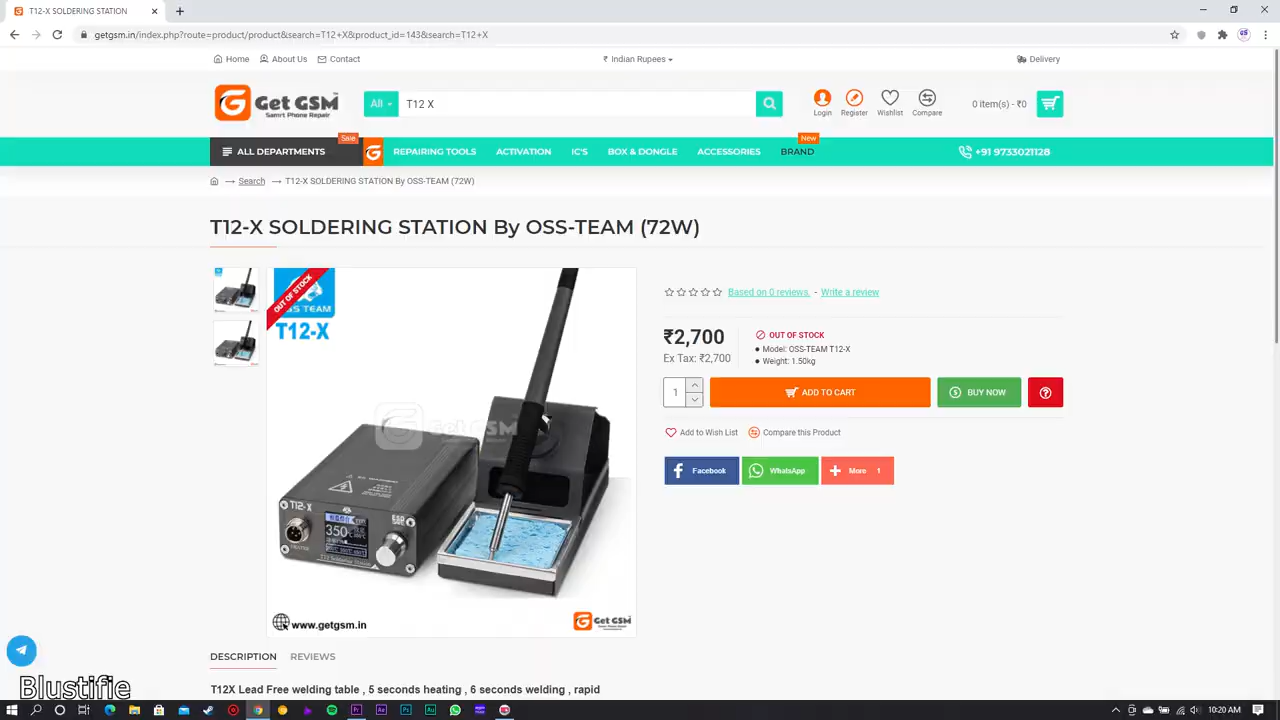 T12-X SOLDERING STATION
getgsm.in/index.php?route=product/product&search=T12+X&product_id=143&search=T12+X
Home About Us Contact
₹ Indian Rupees
Delivery
Get GSM
Samrt Phone Repair
All
T12 X
Login Register Wishlist Compare
0 item(s) - ₹0
Sale
New
ALL DEPARTMENTS
REPAIRING TOOLS ACTIVATION IC'S BOX & DONGLE ACCESSORIES BRAND
+91 9733021128
Search T12-X SOLDERING STATION By OSS-TEAM (72W)
T12-X SOLDERING STATION By OSS-TEAM (72W)
OUT OF STOCK
T12-X
Get GSM
T12-X
350
www.getgsm.in
Get GSM
Based on 0 reviews. - Write a review
₹2,700
Ex Tax: ₹2,700
OUT OF STOCK
Model: OSS-TEAM T12-X
Weight: 1.50kg
1
ADD TO CART
BUY NOW
Add to Wish List Compare this Product
Facebook WhatsApp More 1
DESCRIPTION REVIEWS
T12X Lead Free welding table , 5 seconds heating , 6 seconds welding , rapid
Blustifie
10:20 AM